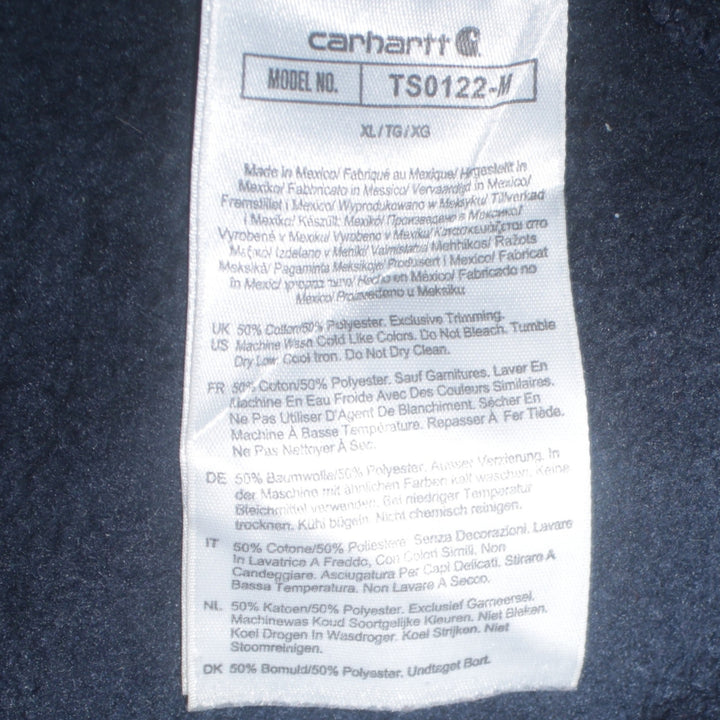 carhartt
MODEL NO. TS0122-M
XL/TG/XG
Made in Mexico/ Fabriqué au Mexique/ Hergestellt in
Mexiko/ Fabbricato in Messico/ Vervaardigd in Mexico/
Fremstillet i Mexico/ Wyprodukowano w Meksyku/ Tillverkad
i Mexiko/ Készült: Mexikó/ Произведено в Мексико/
Vyrobené v Mexiku/ Vyrobeno v Mexiku/ Κατασκευάζεται στο
Μεξικό/ Izdelano v Mehiki/ Valmistatud Mehhikos/ Ražots
Meksikā/ Pagaminta Meksikoje/ Produsert i Mexico/ Fabricat
în Mexic/ Hecho en México/ Fabricado no
México/ Proizvedeno u Meksiku
UK 50% Cotton/50% Polyester. Exclusive Trimming.
US Machine Wash Cold Like Colors. Do Not Bleach. Tumble
Dry Low. Cool Iron. Do Not Dry Clean.
FR 50% Coton/50% Polyester. Sauf Garnitures. Laver En
Machine En Eau Froide Avec Des Couleurs Similaires.
Ne Pas Utiliser D'Agent De Blanchiment. Sécher En
Machine À Basse Température. Repasser À Fer Tiède.
Ne Pas Nettoyer À Sec.
DE 50% Baumwolle/50% Polyester. Ausser Verzierung. In
der Maschine mit ähnlichen Farben kalt waschen. Keine
Bleichmittel verwenden. Bei niedriger Temperatur
trocknen. Kühl bügeln. Nicht chemisch reinigen.
IT 50% Cotone/50% Poliestere. Senza Decorazioni. Lavare
In Lavatrice A Freddo, Con Colori Simili. Non
Candeggiare. Asciugatura Per Capi Delicati. Stirare A
Bassa Temperatura. Non Lavare A Secco.
NL 50% Katoen/50% Polyester. Exclusief Garneersel.
Machinewas Koud Soortgelijke Kleuren. Niet Bleken.
Koel Drogen In Wasdroger. Koel Strijken. Niet
Stoomreinigen.
DK 50% Bomuld/50% Polyester. Undtaget Bort.